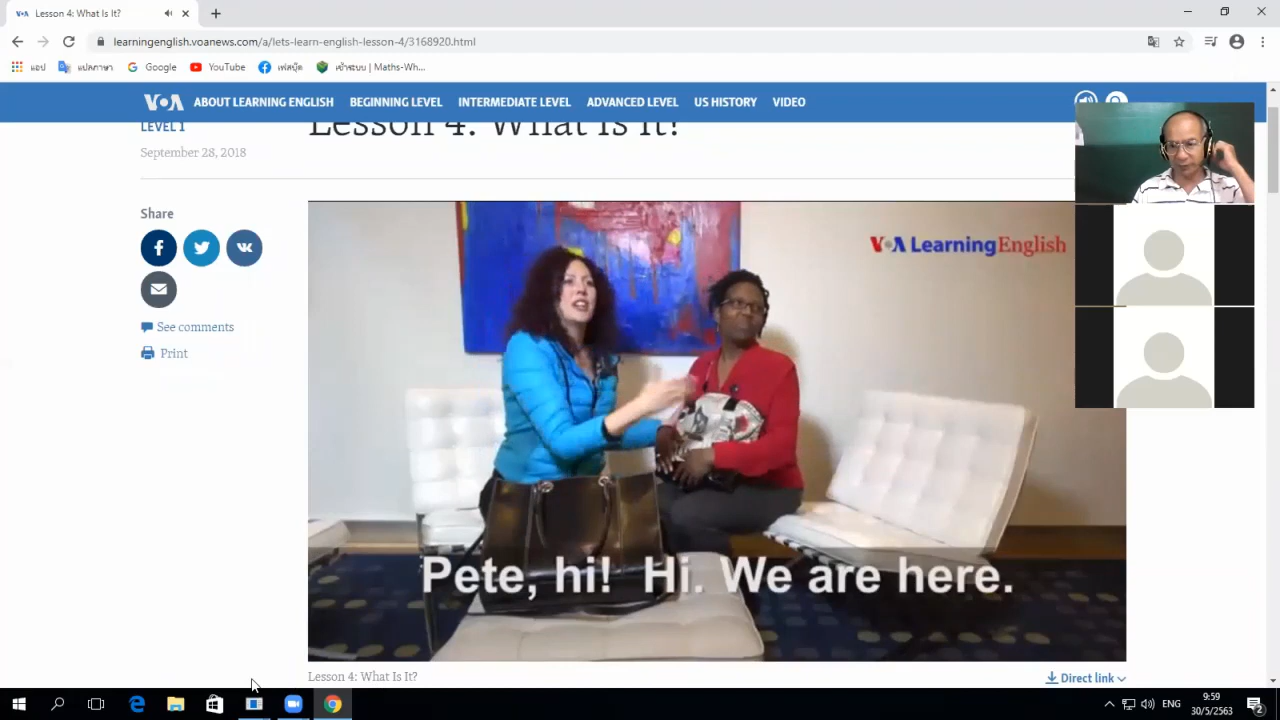 Lesson 4: What Is It?
learningenglish.voanews.com/a/lets-learn-english-lesson-4/3168920.html
แอป แปลภาษา Google YouTube เฟสบุ๊ค เข้าระบบ | Maths-Wh...
VOA ABOUT LEARNING ENGLISH BEGINNING LEVEL INTERMEDIATE LEVEL ADVANCED LEVEL US HISTORY VIDEO
LEVEL 1
Lesson 4: What Is It?
September 28, 2018
Share
See comments
Print
VOA Learning English
Pete, hi! Hi. We are here.
Lesson 4: What Is It?
Direct link
ENG
9:59
30/5/2563
2